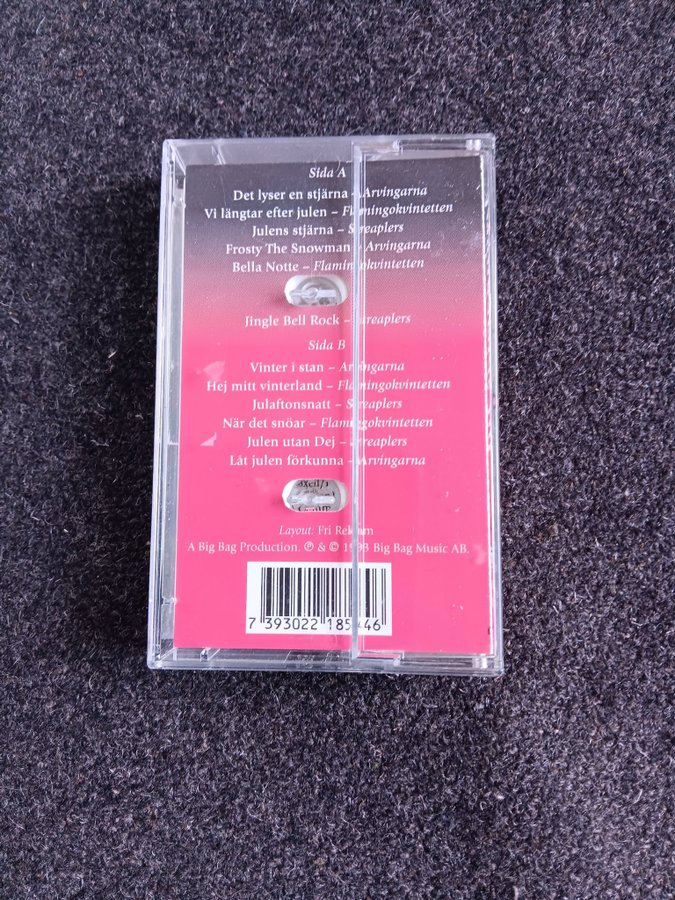 Sida A
Det lyser en stjärna – Arvingarna
Vi längtar efter julen – Flamingokvintetten
Julens stjärna – Streaplers
Frosty The Snowman – Arvingarna
Bella Notte – Flamingokvintetten
Jingle Bell Rock – Streaplers
Sida B
Vinter i stan – Arvingarna
Hej mitt vinterland – Flamingokvintetten
Julaftonsnatt – Streaplers
När det snöar – Flamingokvintetten
Julen utan Dej – Streaplers
Låt julen förkunna – Arvingarna
Layout: Fri Reklam
A Big Bag Production. ℗ & © 1993 Big Bag Music AB.
7 393022 185446